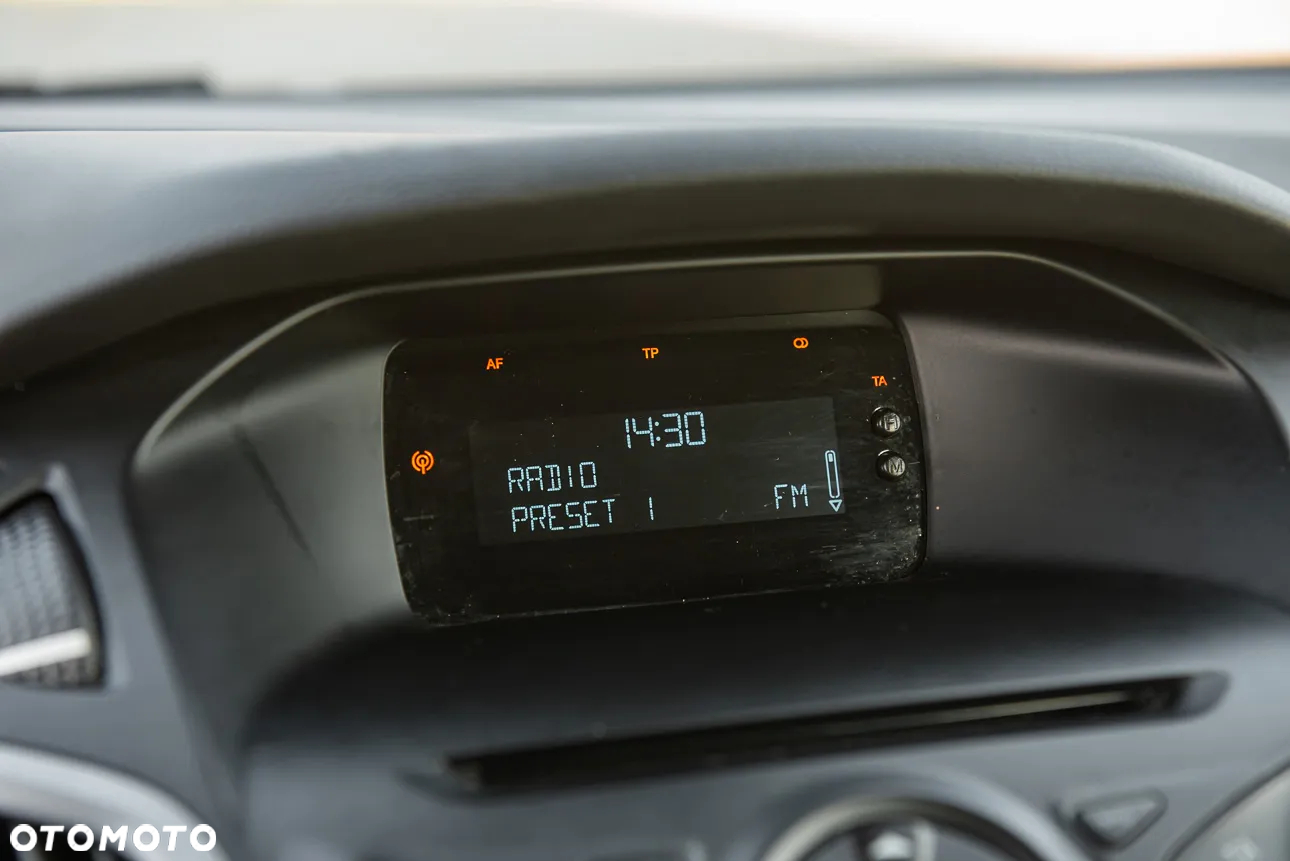 AF TP
TA
14:30
H
M
RADIO
PRESET 1 FM
OTOMOTO